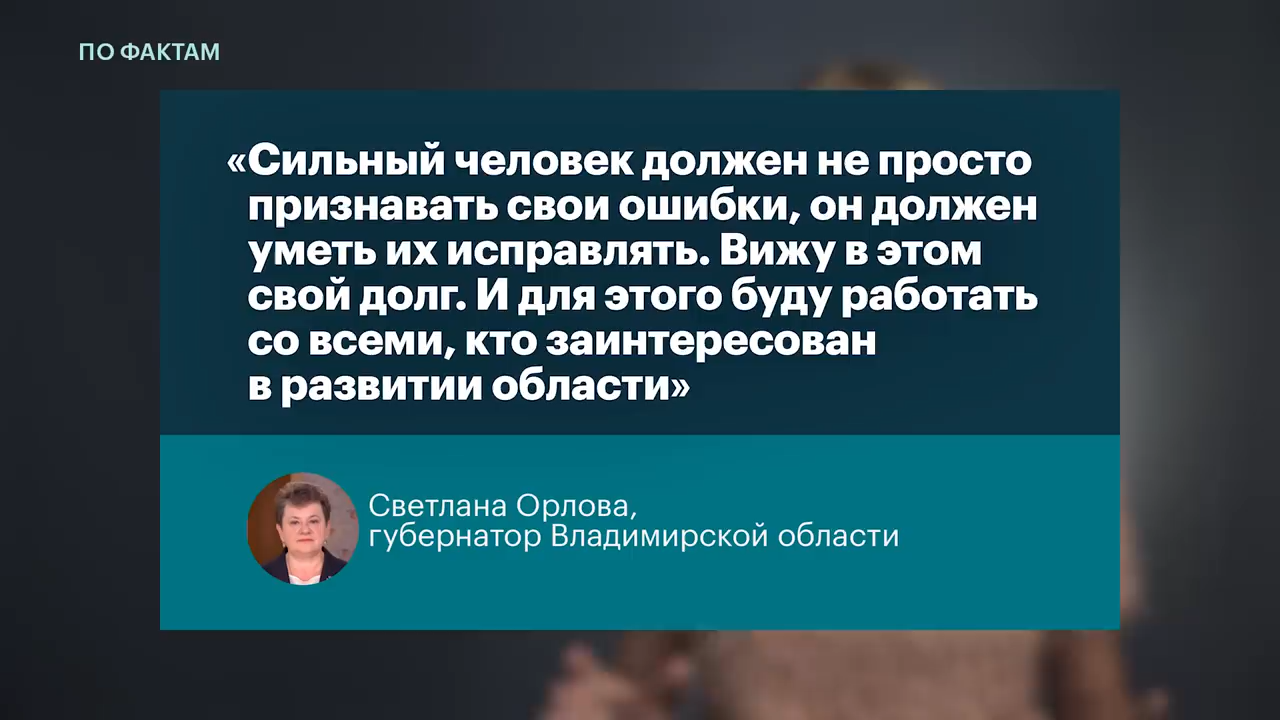 ПО ФАКТАМ
«Сильный человек должен не просто
признавать свои ошибки, он должен
уметь их исправлять. Вижу в этом
свой долг. И для этого буду работать
со всеми, кто заинтересован
в развитии области»
Светлана Орлова,
губернатор Владимирской области